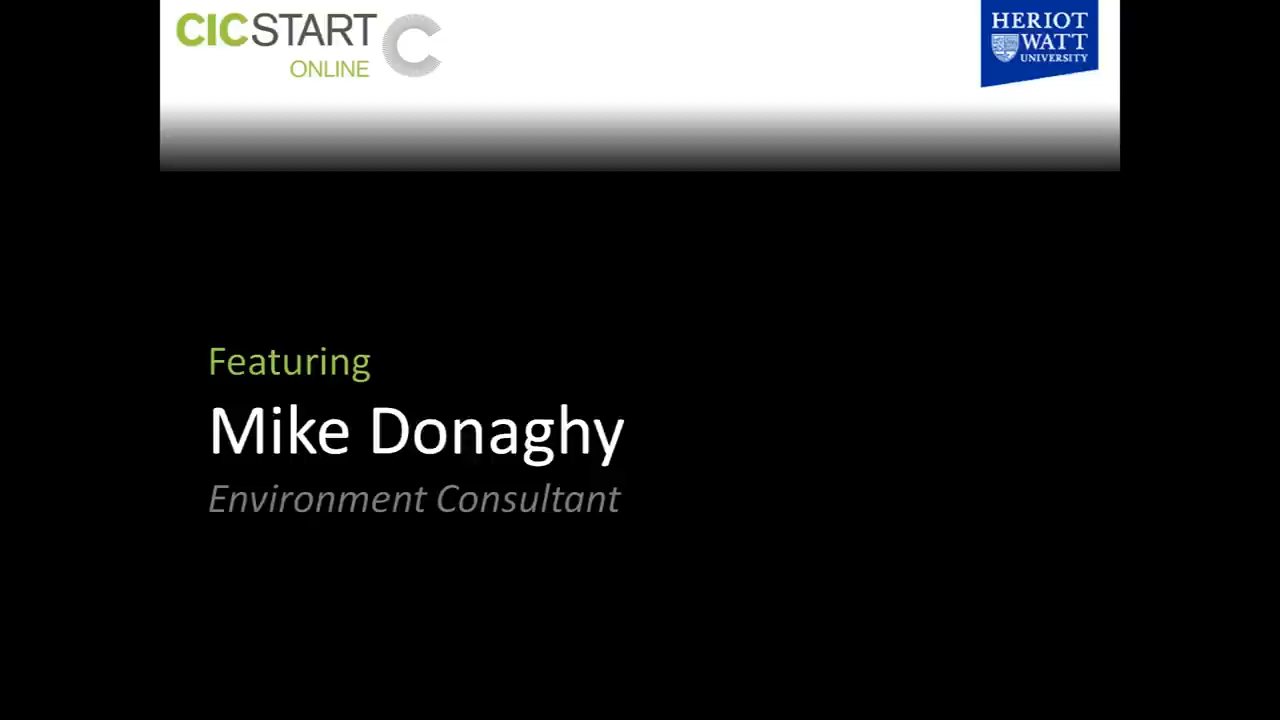 CICSTART
ONLINE
HERIOT
WATT
UNIVERSITY
Featuring
Mike Donaghy
Environment Consultant